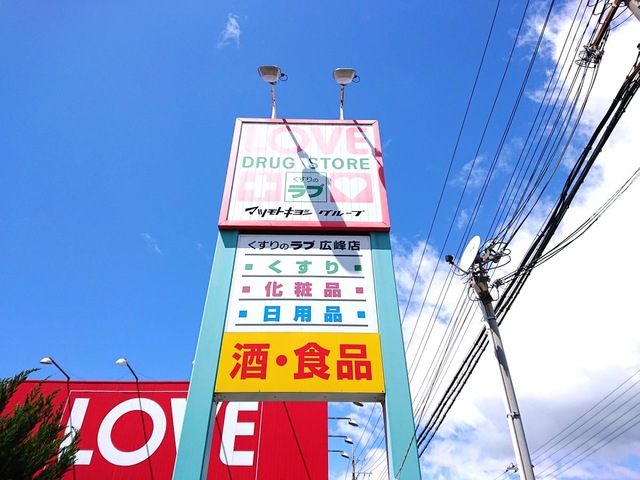 LOVE
DRUG STORE
くすりの
ラブ
マツモトキヨシ グループ
くすりのラブ 広峰店
くすり
化粧品
日用品
酒・食品
LOVE